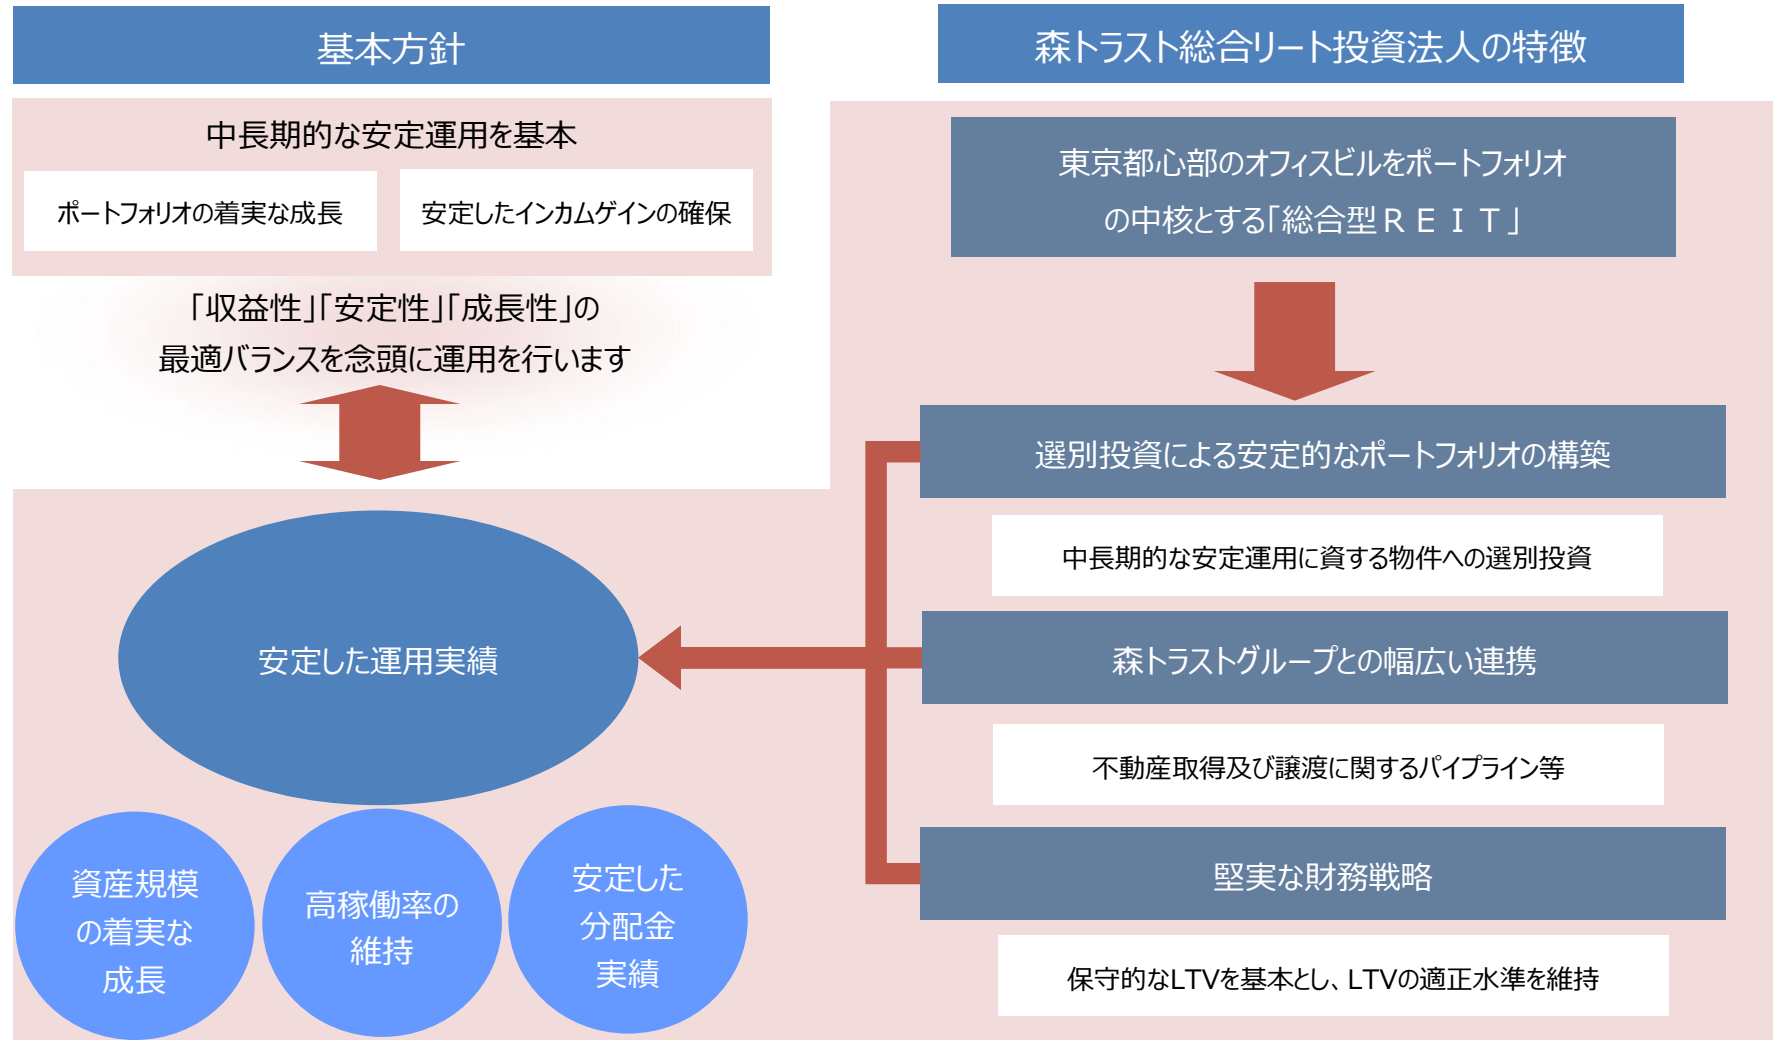 基本方針
中長期的な安定運用を基本
ポートフォリオの着実な成長
安定したインカムゲインの確保
「収益性」「安定性」「成長性」の
最適バランスを念頭に運用を行います
安定した運用実績
資産規模
の着実な
成長
高稼働率の
維持
安定した
分配金
実績
森トラスト総合リート投資法人の特徴
東京都心部のオフィスビルをポートフォリオ
の中核とする「総合型ＲＥＩＴ」
選別投資による安定的なポートフォリオの構築
中長期的な安定運用に資する物件への選別投資
森トラストグループとの幅広い連携
不動産取得及び譲渡に関するパイプライン等
堅実な財務戦略
保守的なLTVを基本とし、LTVの適正水準を維持